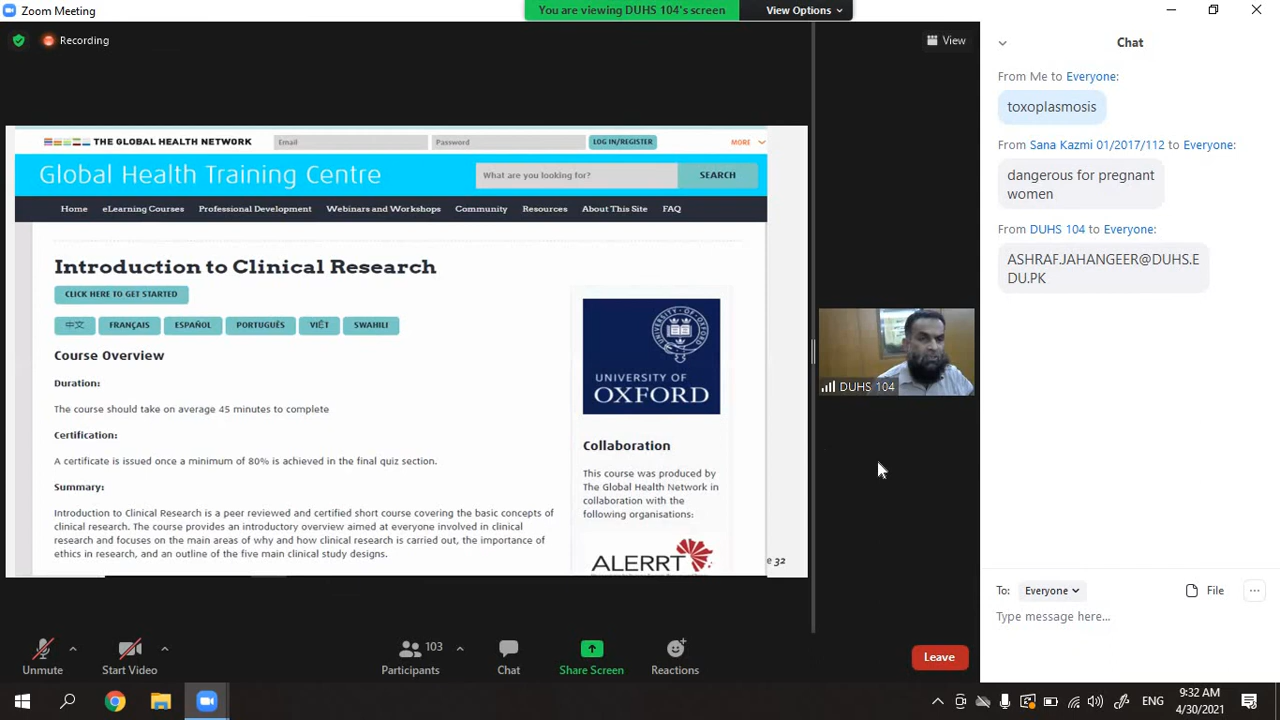 Zoom Meeting
You are viewing DUHS 104's screen
View Options
Recording
View
THE GLOBAL HEALTH NETWORK
Email
Password
LOG IN/REGISTER
MORE
Global Health Training Centre
What are you looking for?
SEARCH
Home
eLearning Courses
Professional Development
Webinars and Workshops
Community
Resources
About This Site
FAQ
Introduction to Clinical Research
CLICK HERE TO GET STARTED
中文
FRANÇAIS
ESPAÑOL
PORTUGUÊS
VIỆT
SWAHILI
Course Overview
Duration:
The course should take on average 45 minutes to complete
Certification:
A certificate is issued once a minimum of 80% is achieved in the final quiz section.
Summary:
Introduction to Clinical Research is a peer reviewed and certified short course covering the basic concepts of
clinical research. The course provides an introductory overview aimed at everyone involved in clinical
research and focuses on the main areas of why and how clinical research is carried out, the importance of
ethics in research, and an outline of the five main clinical study designs.
UNIVERSITY OF
OXFORD
Collaboration
This course was produced by
The Global Health Network in
collaboration with the
following organisations:
ALERRT
e 32
DUHS 104
Chat
From Me to Everyone:
toxoplasmosis
From Sana Kazmi 01/2017/112 to Everyone:
dangerous for pregnant
women
From DUHS 104 to Everyone:
ASHRAFJAHANGEER@DUHS.E
DU.PK
To:
Everyone
File
Type message here...
Unmute
Start Video
103
Participants
Chat
Share Screen
Reactions
Leave
ENG
9:32 AM
4/30/2021